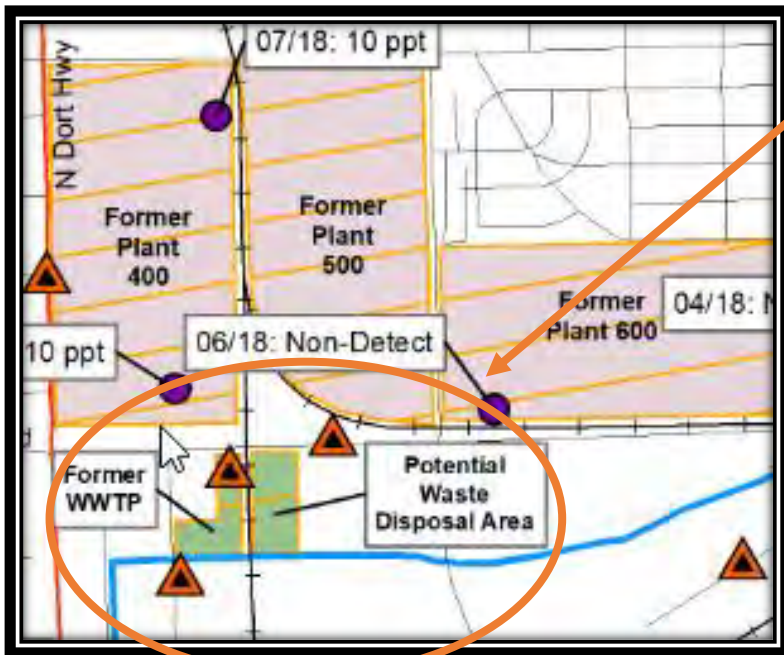 07/18: 10 ppt
N Dort Hwy
Former
Plant
400
Former
Plant
500
Former
Plant 600
04/18: N
06/18: Non-Detect
10 ppt
d
Former
WWTP
Potential
Waste
Disposal Area